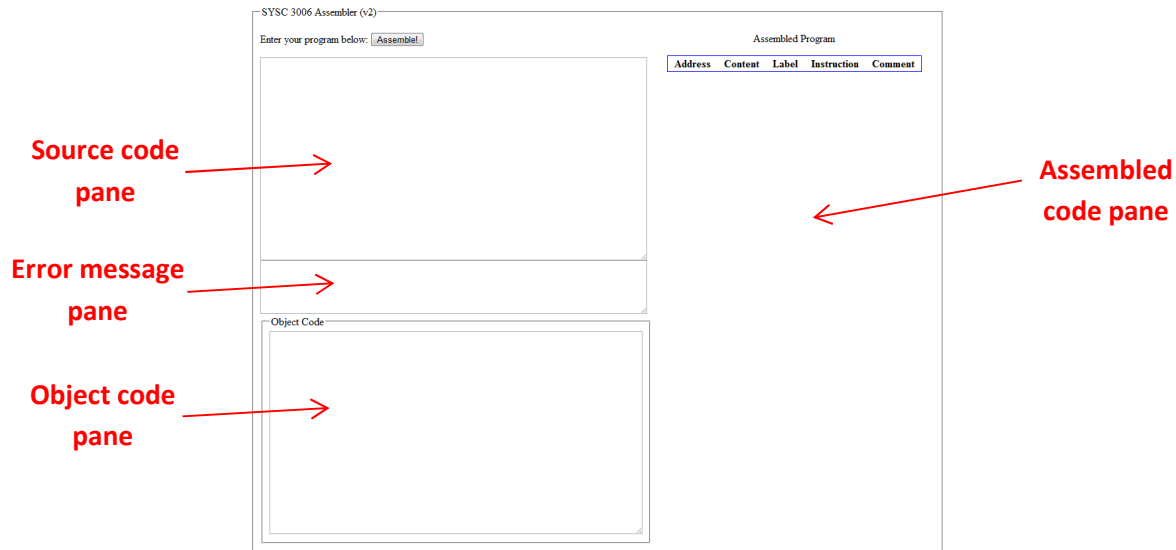 SYSC 3006 Assembler (v2)
Enter your program below: Assemble!
Assembled Program
Address Content Label Instruction Comment
Source code
pane
Assembled
code pane
Error message
pane
Object Code
Object code
pane